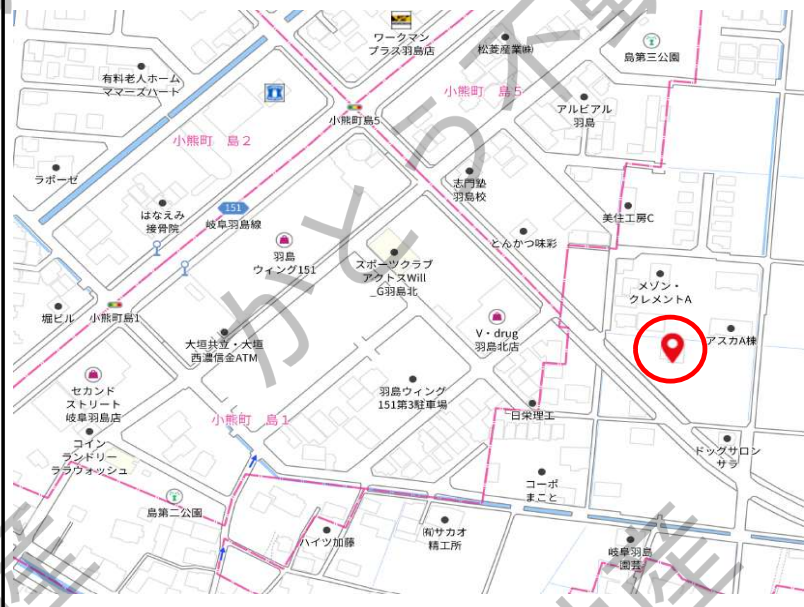 ワークマン
プラス羽島店
松菱産業㈱
島第三公園
有料老人ホーム
ママーズハート
小熊町 島5
アルビアル
羽島
小熊町島5
小熊町 島2
ラポーゼ
志門塾
羽島校
はなえみ
接骨院
151
岐阜羽島線
美住工房C
とんかつ味彩
羽島
ウィング151
スポーツクラブ
アクトスWill
_G羽島北
メゾン・
クレメントA
堀ビル
小熊町島1
V・drug
羽島北店
アスカA棟
大垣共立・大垣
西濃信金ATM
セカンド
ストリート
岐阜羽島店
羽島ウィング
151第3駐車場
小熊町 島1
日栄理工
コイン
ランドリー
ララウォッシュ
ドッグサロン
サラ
コーポ
まこと
島第二公園
ハイツ加藤
㈲サカオ
精工所
岐阜羽島
園芸
かとう不動産